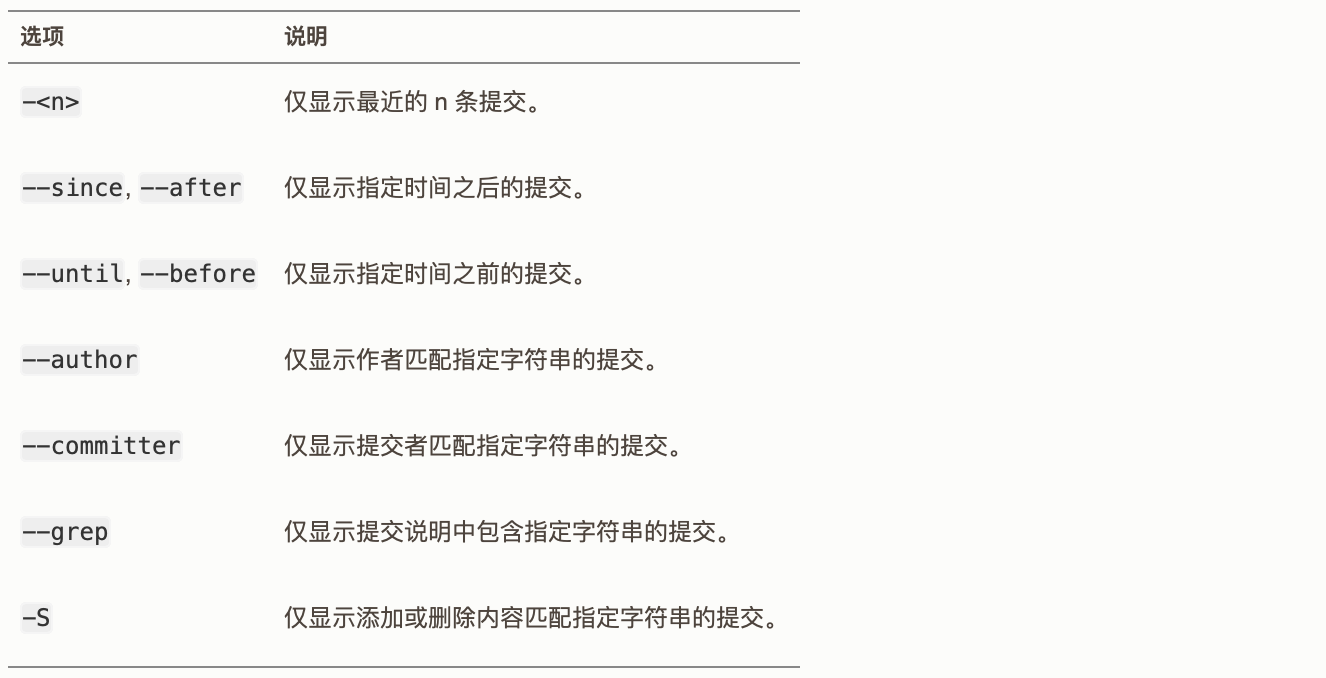 选项 说明
-<n> 仅显示最近的 n 条提交。
--since, --after 仅显示指定时间之后的提交。
--until, --before 仅显示指定时间之前的提交。
--author 仅显示作者匹配指定字符串的提交。
--committer 仅显示提交者匹配指定字符串的提交。
--grep 仅显示提交说明中包含指定字符串的提交。
-S 仅显示添加或删除内容匹配指定字符串的提交。